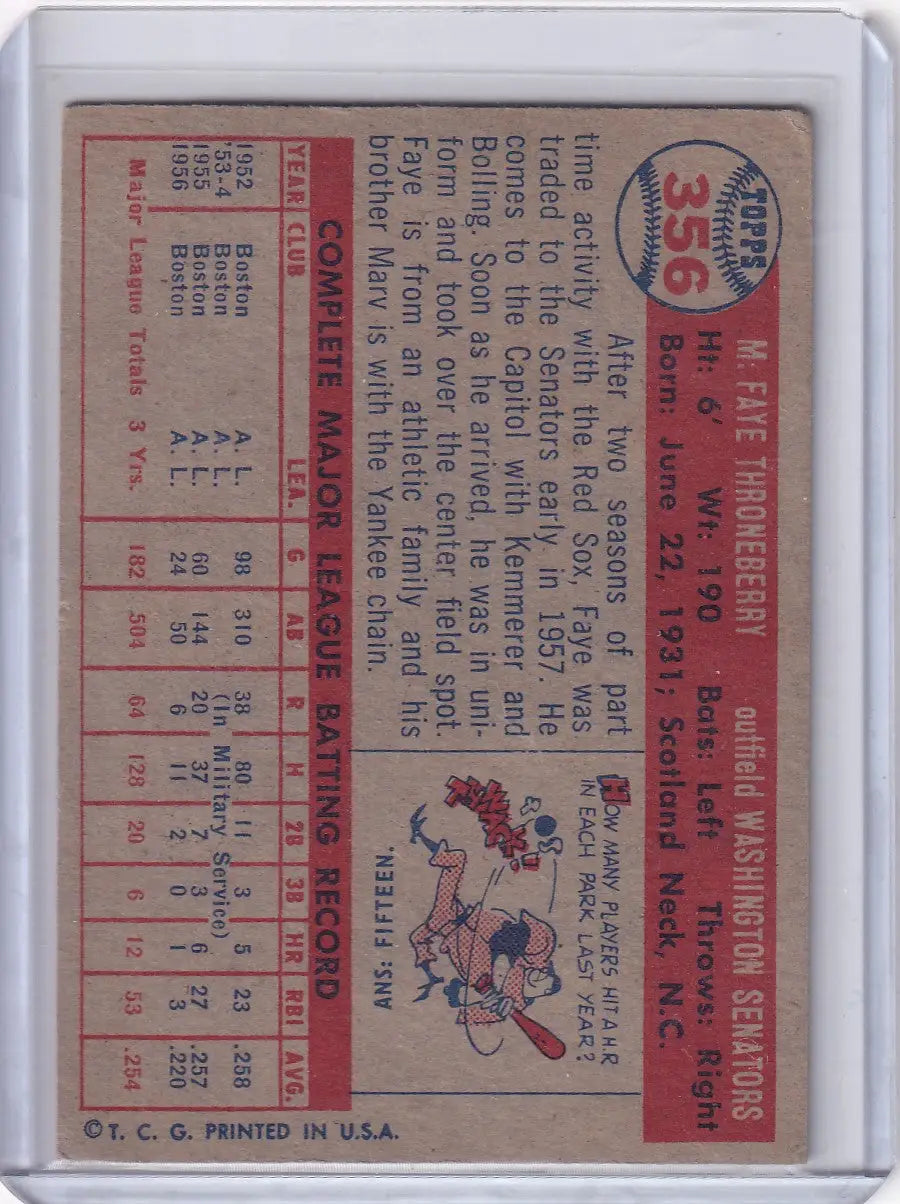 TOPPS
356
M. FAYE THRONEBERRY outfield WASHINGTON SENATORS
Ht: 6' Wt: 190 Bats: Left Throws: Right
Born: June 22, 1931; Scotland Neck, N.C.
After two seasons of part
time activity with the Red Sox, Faye was
traded to the Senators early in 1957. He
comes to the Capitol with Kemmerer and
Bolling. Soon as he arrived, he was in uni-
form and took over the center field spot.
Faye is from an athletic family and his
brother Marv is with the Yankee chain.
HOW MANY PLAYERS HIT A H R
IN EACH PARK LAST YEAR?
THWACK!
ANS: FIFTEEN.
COMPLETE MAJOR LEAGUE BATTING RECORD
YEAR CLUB LEA. G AB R H 2B 3B HR RBI AVG.
1952 Boston A. L. 98 310 38 80 11 3 5 23 .258
'53-4 Boston A. L. (In Military Service)
1955 Boston A. L. 60 144 20 37 7 3 6 27 .257
1956 Boston A. L. 24 50 6 11 2 0 1 3 .220
Major League Totals 3 Yrs. 182 504 64 128 20 6 12 53 .254
© T. C. G. PRINTED IN U.S.A.